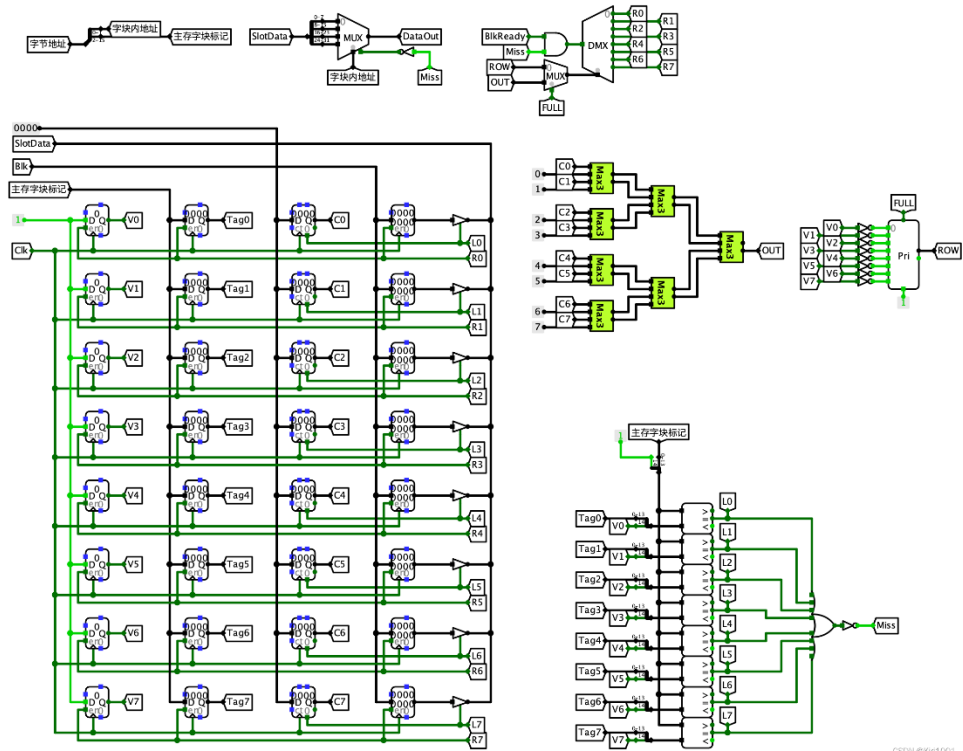 字节地址
字块内地址
主存字块标记
SlotData
MUX
DataOut
字块内地址
Miss
BlkReady
Miss
ROW
OUT
MUX
FULL
DMX
R0
R1
R2
R3
R4
R5
R6
R7
0000
SlotData
Blk
主存字块标记
1
Clk
V0 Tag0 C0 L0 R0
V1 Tag1 C1 L1 R1
V2 Tag2 C2 L2 R2
V3 Tag3 C3 L3 R3
V4 Tag4 C4 L4 R4
V5 Tag5 C5 L5 R5
V6 Tag6 C6 L6 R6
V7 Tag7 C7 L7 R7
0 C0 Max3
1 C1
2 C2 Max3
3 C3
Max3
4 C4 Max3
5 C5
6 C6 Max3
7 C7
Max3
Max3
OUT
FULL
V0
V1
V2
V3
V4
V5
V6
V7
Pri
ROW
1
1
主存字块标记
Tag0 V0 L0
Tag1 V1 L1
Tag2 V2 L2
Tag3 V3 L3
Tag4 V4 L4
Tag5 V5 L5
Tag6 V6 L6
Tag7 V7 L7
Miss